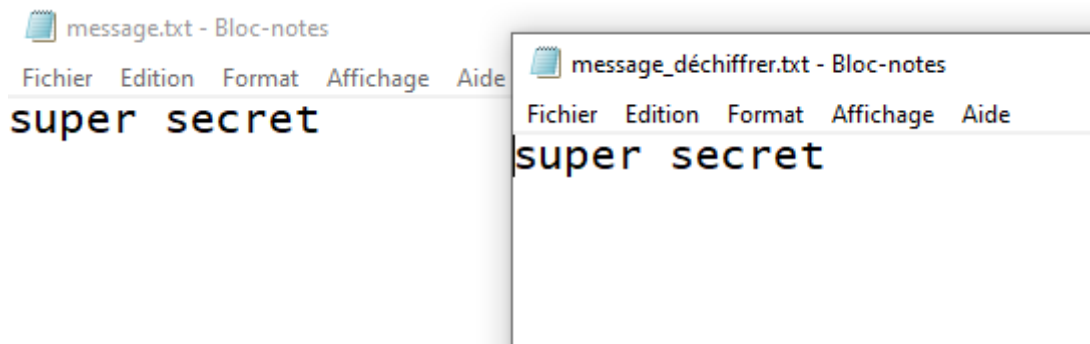 message.txt - Bloc-notes
Fichier Edition Format Affichage Aide
super secret
message_déchiffrer.txt - Bloc-notes
Fichier Edition Format Affichage Aide
super secret